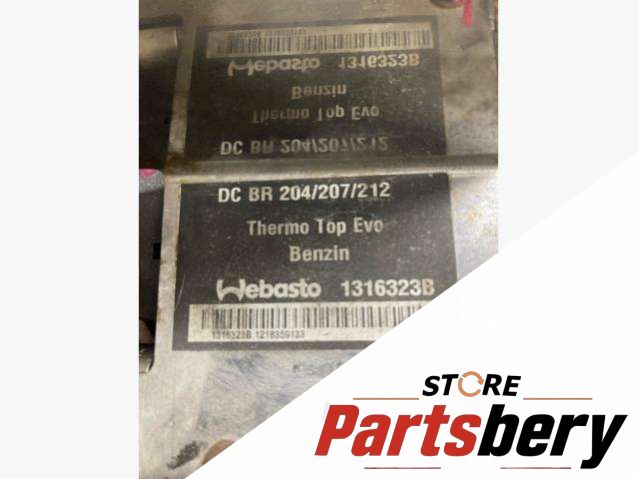 1316323B
Benzin
Thermo Top Evo
DC BR 204/207/212
DC BR 204/207/212
Thermo Top Evo
Benzin
Webasto 1316323B
1316323B 1218359133
STORE
Partsbery